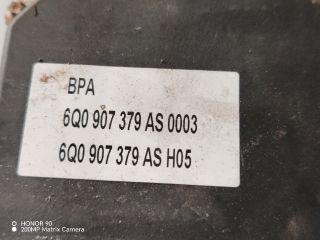 BPA
6Q0 907 379 AS 0003
6Q0 907 379 AS H05
HONOR 90
200MP Matrix Camera